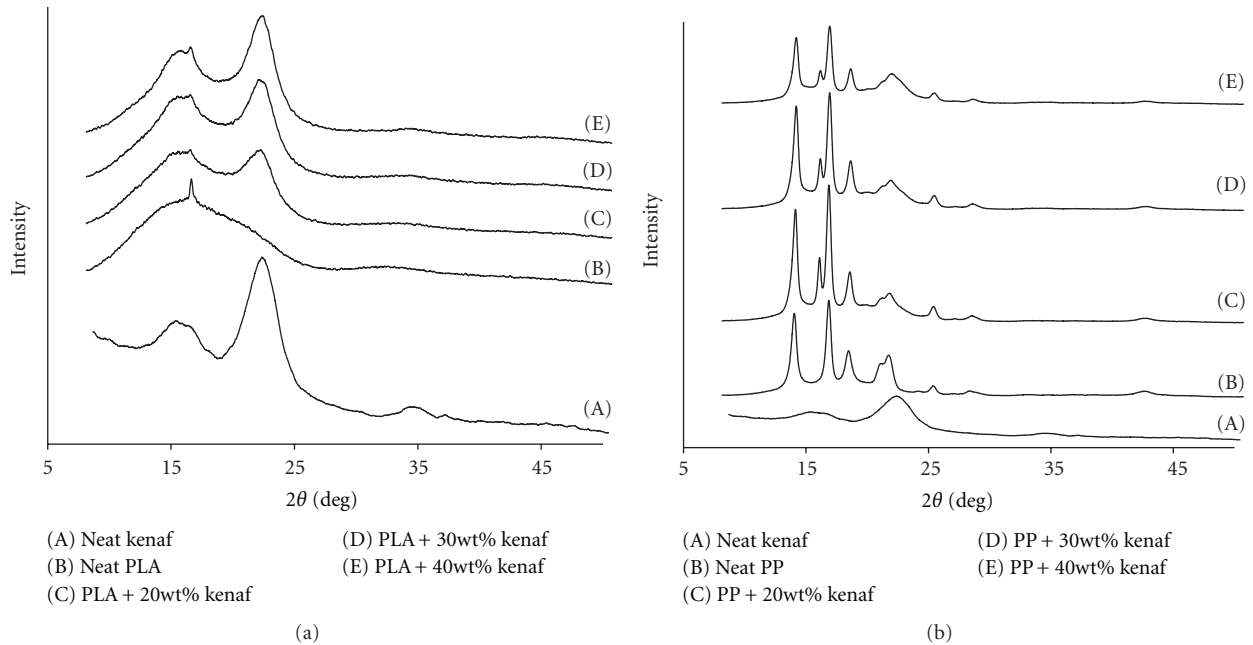 Intensity
(E)
(D)
(C)
(B)
(A)
5 15 25 35 45
2θ (deg)
(A) Neat kenaf
(B) Neat PLA
(C) PLA + 20wt% kenaf
(D) PLA + 30wt% kenaf
(E) PLA + 40wt% kenaf
(a)
Intensity
(E)
(D)
(C)
(B)
(A)
5 15 25 35 45
2θ (deg)
(A) Neat kenaf
(B) Neat PP
(C) PP + 20wt% kenaf
(D) PP + 30wt% kenaf
(E) PP + 40wt% kenaf
(b)